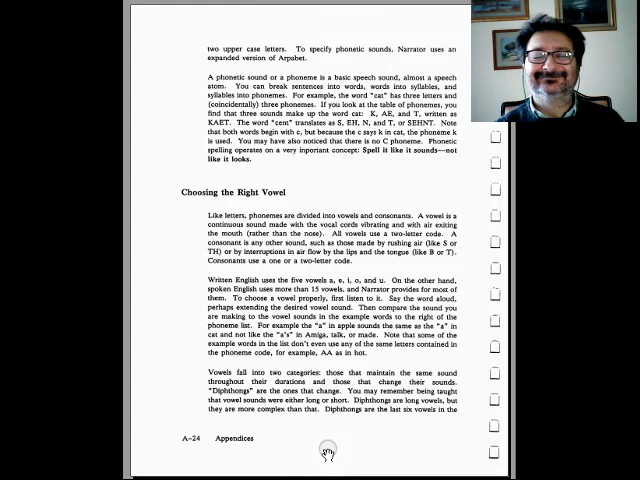 two upper case letters. To specify phonetic sounds, Narrator uses an
expanded version of Arpabet.
A phonetic sound or a phoneme is a basic speech sound, almost a speech
atom. You can break sentences into words, words into syllables, and
syllables into phonemes. For example, the word "cat" has three letters and
(coincidentally) three phonemes. If you look at the table of phonemes, you
find that three sounds make up the word cat: K, AE, and T, written as
KAET. The word "cent" translates as S, EH, N, and T, or SEHNT. Note
that both words begin with c, but because the c says k in cat, the phoneme k
is used. You may have also noticed that there is no C phoneme. Phonetic
spelling operates on a very important concept: Spell it like it sounds—not
like it looks.
Choosing the Right Vowel
Like letters, phonemes are divided into vowels and consonants. A vowel is a
continuous sound made with the vocal cords vibrating and with air exiting
the mouth (rather than the nose). All vowels use a two-letter code. A
consonant is any other sound, such as those made by rushing air (like S or
TH) or by interruptions in air flow by the lips and the tongue (like B or T).
Consonants use a one or a two-letter code.
Written English uses the five vowels a, e, i, o, and u. On the other hand,
spoken English uses more than 15 vowels, and Narrator provides for most of
them. To choose a vowel properly, first listen to it. Say the word aloud,
perhaps extending the desired vowel sound. Then compare the sound you
are making to the vowel sounds in the example words to the right of the
phoneme list. For example the "a" in apple sounds the same as the "a" in
cat and not like the "a's" in Amiga, talk, or made. Note that some of the
example words in the list don't even use any of the same letters contained in
the phoneme code, for example, AA as in hot.
Vowels fall into two categories: those that maintain the same sound
throughout their durations and those that change their sounds.
"Diphthongs" are the ones that change. You may remember being taught
that vowel sounds were either long or short. Diphthongs are long vowels, but
they are more complex than that. Diphthongs are the last six vowels in the
A-24 Appendices